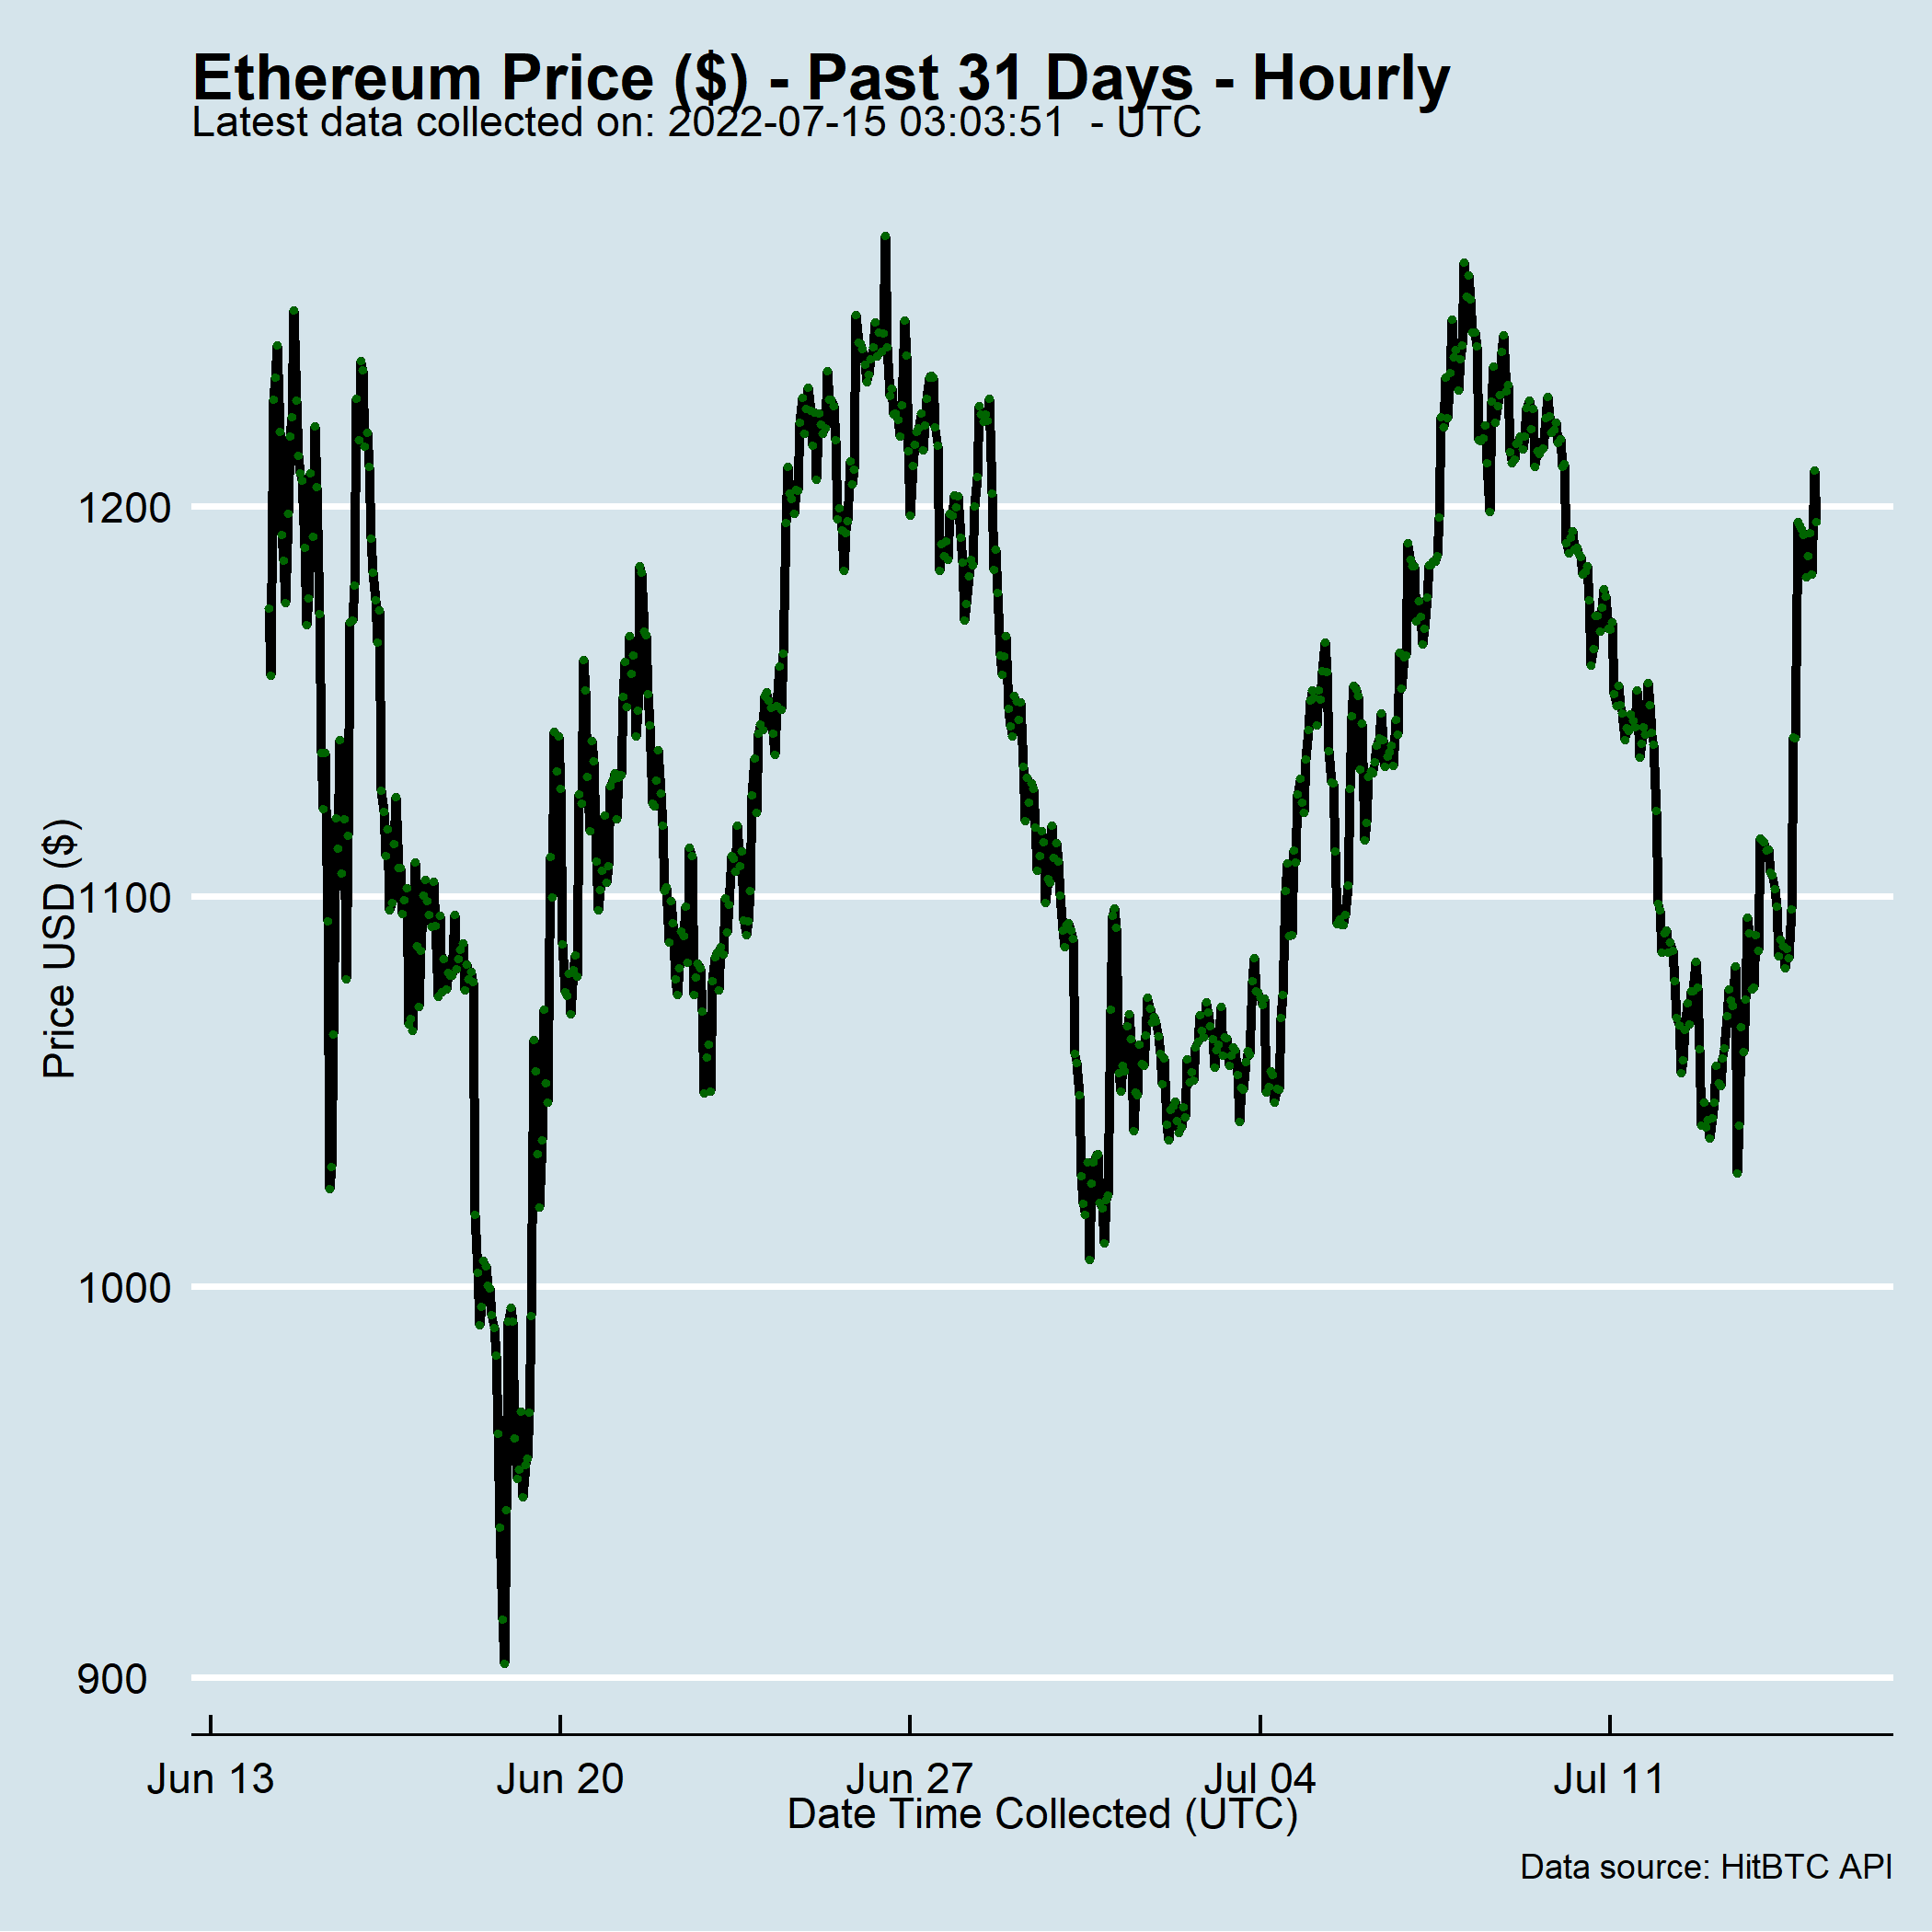 Ethereum Price ($) - Past 31 Days - Hourly
Latest data collected on: 2022-07-15 03:03:51  - UTC
Price USD ($)
1200
1100
1000
900
Jun 13
Jun 20
Jun 27
Jul 04
Jul 11
Date Time Collected (UTC)
Data source: HitBTC API